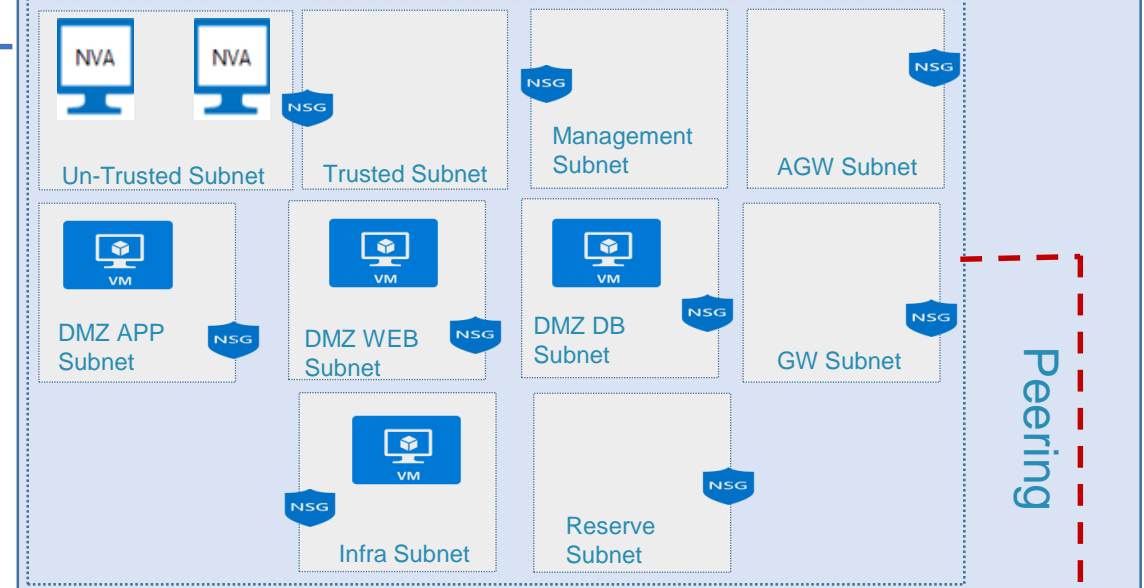 NVA
NVA
NSG
NSG
NSG
Un-Trusted Subnet
Trusted Subnet
Management
Subnet
AGW Subnet
VM
VM
VM
DMZ APP
Subnet
NSG
DMZ WEB
Subnet
NSG
DMZ DB
Subnet
NSG
GW Subnet
NSG
Peering
VM
NSG
Infra Subnet
NSG
Reserve
Subnet